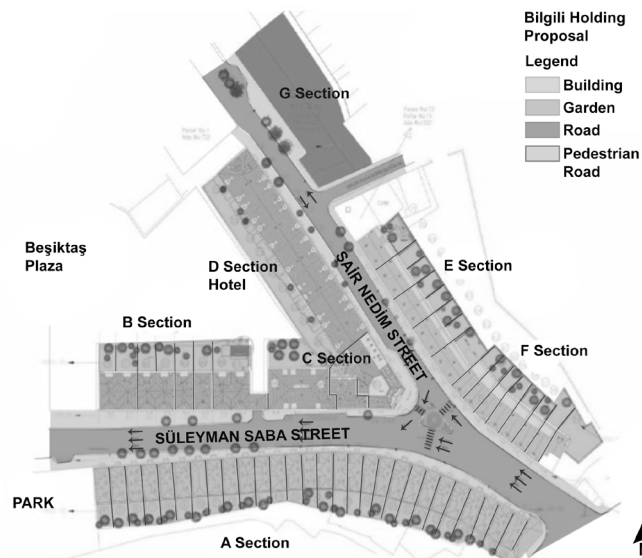 Bilgili Holding
Proposal
Legend
Building
Garden
Road
Pedestrian
Road
G Section
Beşiktaş
Plaza
D Section
Hotel
ŞAİR NEDİM STREET
E Section
B Section
C Section
F Section
SÜLEYMAN SABA STREET
PARK
A Section